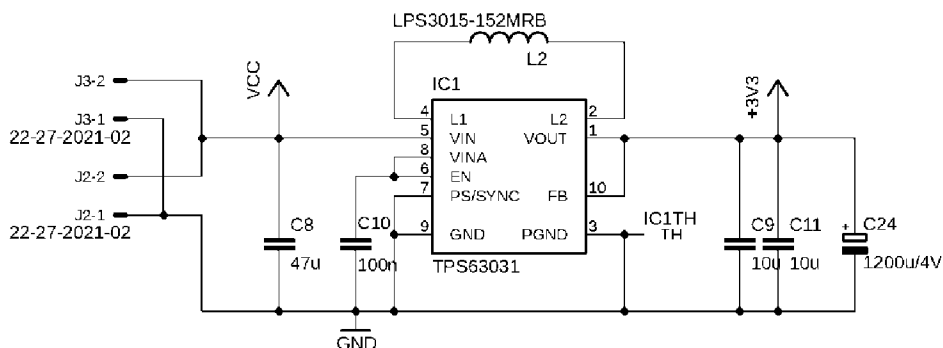 LPS3015-152MRB
L2
J3-2
VCC
IC1
+3V3
J3-1
22-27-2021-02
4 L1 L2 2
5 VIN VOUT 1
8 VINA
J2-2
6 EN
7 PS/SYNC FB 10
J2-1
22-27-2021-02
C8
47u
C10
100n
9 GND PGND 3
IC1TH
TH
TPS63031
C9
10u
C11
10u
+ C24
1200u/4V
GND